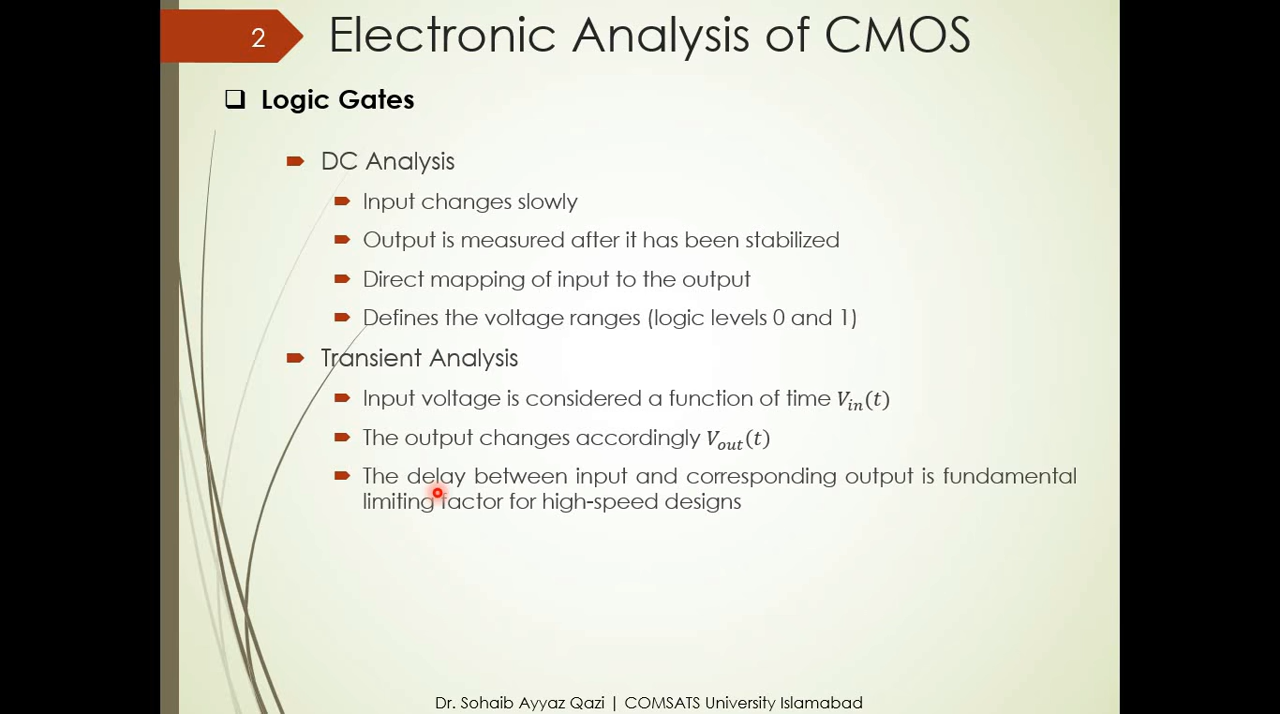 2
Electronic Analysis of CMOS
Logic Gates
DC Analysis
Input changes slowly
Output is measured after it has been stabilized
Direct mapping of input to the output
Defines the voltage ranges (logic levels 0 and 1)
Transient Analysis
Input voltage is considered a function of time V_in(t)
The output changes accordingly V_out(t)
The delay between input and corresponding output is fundamental
limiting factor for high-speed designs
Dr. Sohaib Ayyaz Qazi | COMSATS University Islamabad